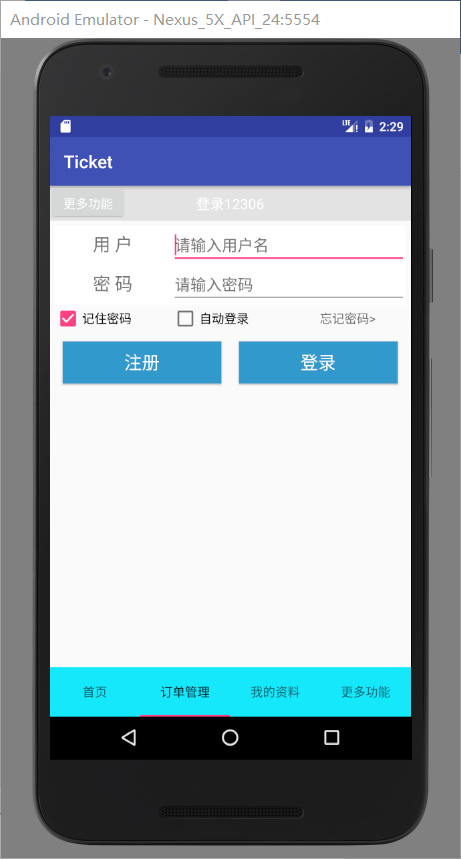 Android Emulator - Nexus_5X_API_24:5554
LTE 2:29
Ticket
更多功能 登录12306
用 户 请输入用户名
密 码 请输入密码
记住密码 自动登录 忘记密码>
注册 登录
首页 订单管理 我的资料 更多功能